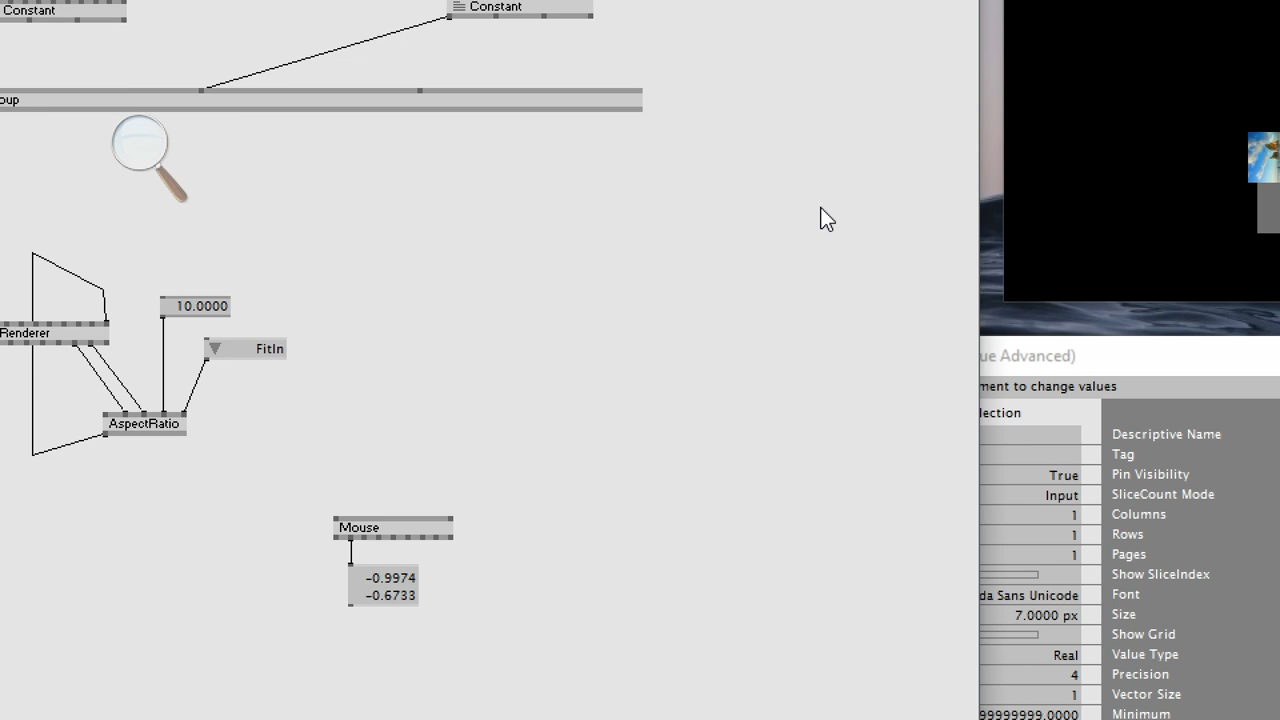 Constant
Constant
oup
10.0000
Renderer
FitIn
AspectRatio
Mouse
-0.9974
-0.6733
ue Advanced)
ment to change values
lection
Descriptive Name
Tag
True Pin Visibility
Input SliceCount Mode
1 Columns
1 Rows
1 Pages
Show SliceIndex
da Sans Unicode Font
7.0000 px Size
Show Grid
Real Value Type
4 Precision
1 Vector Size
99999999.0000 Minimum